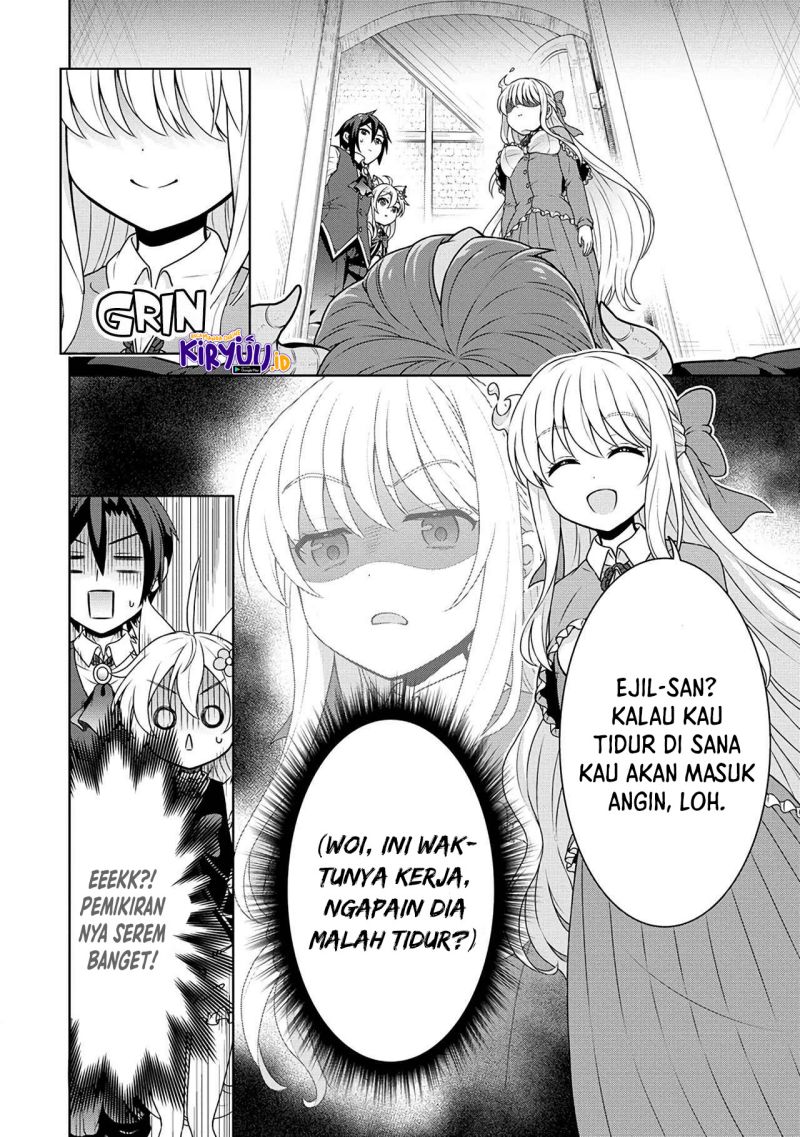 GRIN
KIRYUU.ID
EJIL-SAN?
KALAU KAU
TIDUR DI SANA
KAU AKAN MASUK
ANGIN, LOH.
(WOI, INI WAK-
TUNYA KERJA,
NGAPAIN DIA
MALAH TIDUR?)
EEEKK?!
PEMIKIRAN
NYA SEREM
BANGET!